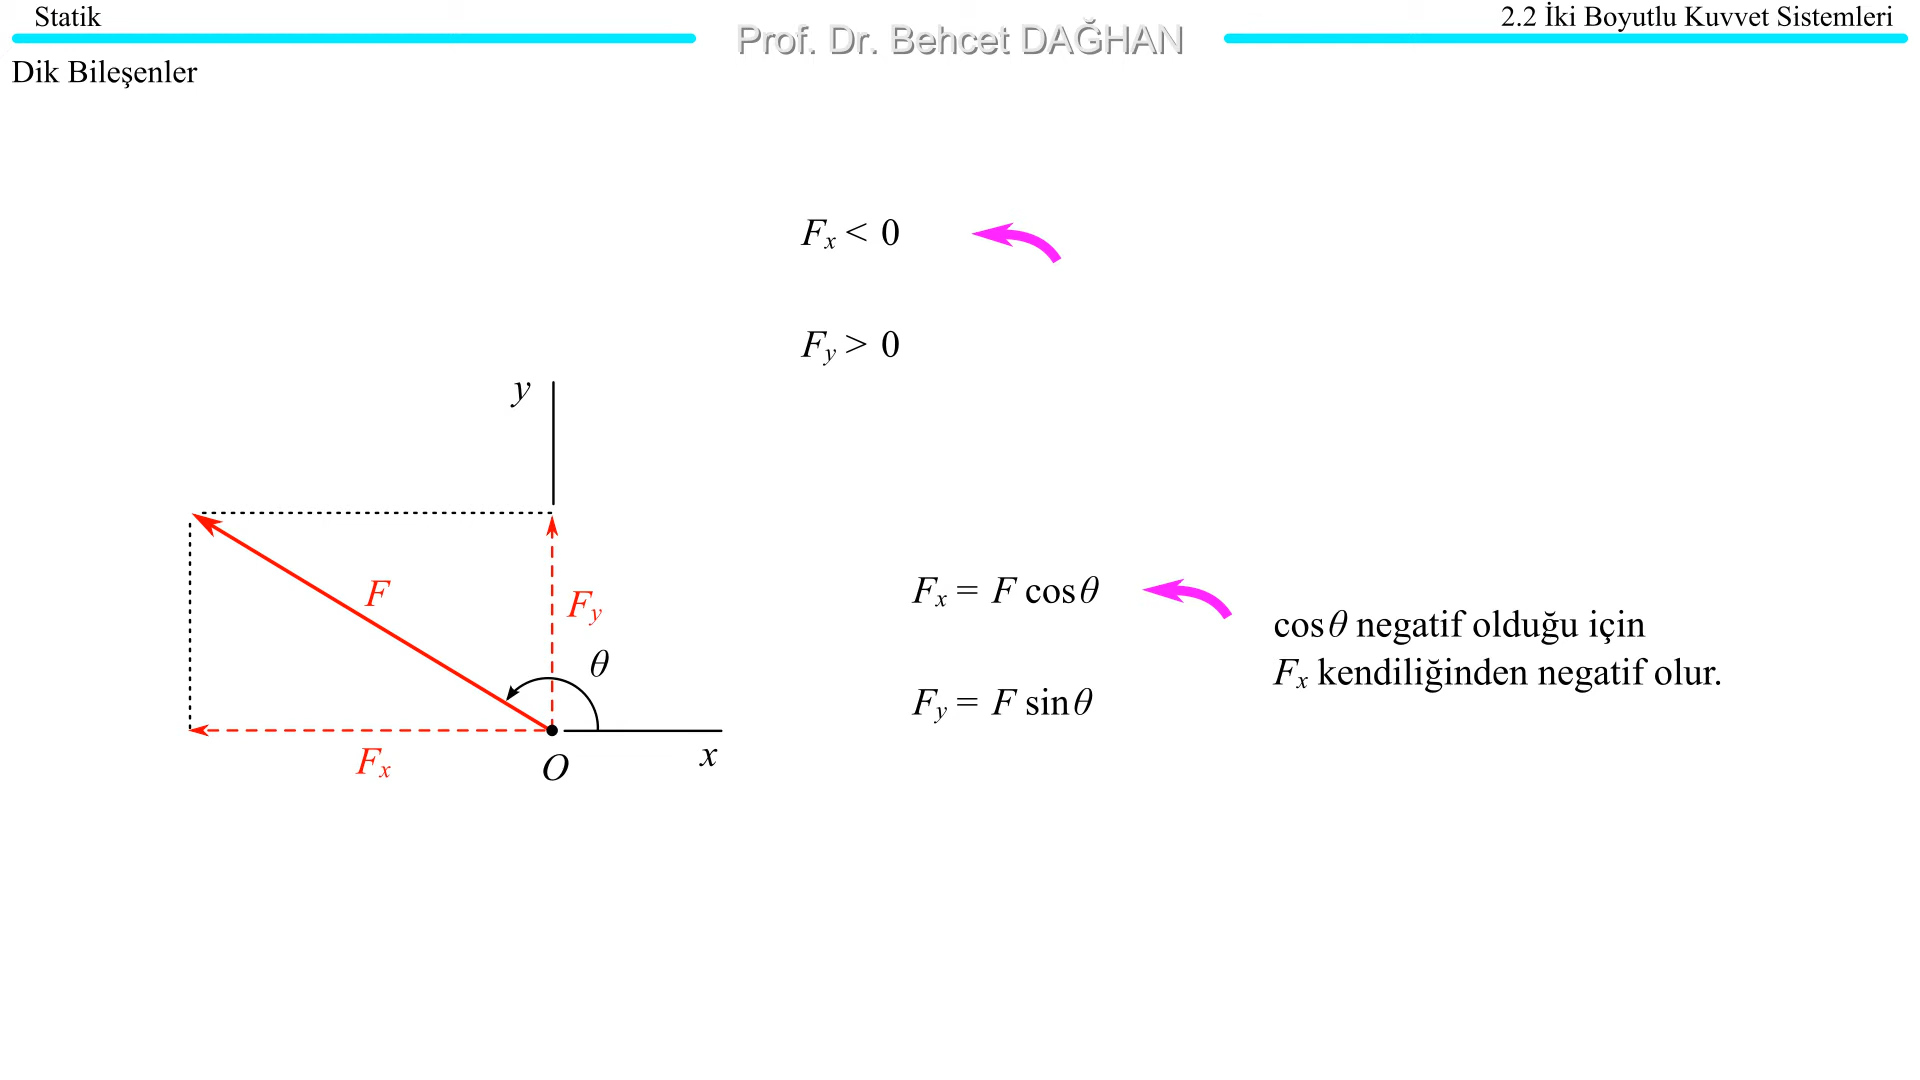 Statik
Prof. Dr. Behcet DAĞHAN
2.2 İki Boyutlu Kuvvet Sistemleri
Dik Bileşenler
Fx < 0
Fy > 0
y
F
Fy
θ
Fx
O
x
Fx = F cosθ
Fy = F sinθ
cosθ negatif olduğu için
Fx kendiliğinden negatif olur.